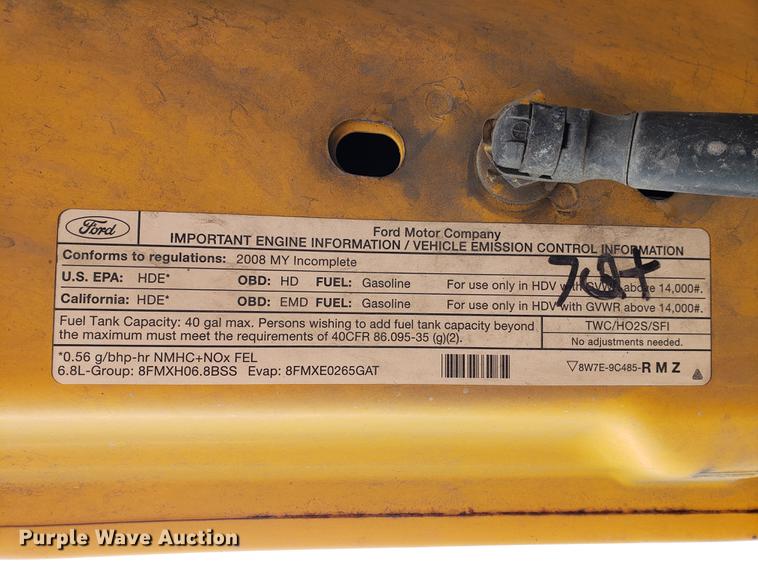 Ford
Ford Motor Company
IMPORTANT ENGINE INFORMATION / VEHICLE EMISSION CONTROL INFORMATION
Conforms to regulations: 2008 MY Incomplete
U.S. EPA: HDE* OBD: HD FUEL: Gasoline For use only in HDV with GVWR above 14,000#.
California: HDE* OBD: EMD FUEL: Gasoline For use only in HDV with GVWR above 14,000#.
Fuel Tank Capacity: 40 gal max. Persons wishing to add fuel tank capacity beyond
the maximum must meet the requirements of 40CFR 86.095-35 (g)(2).
TWC/HO2S/SFI
No adjustments needed.
*0.56 g/bhp-hr NMHC+NOx FEL
6.8L-Group: 8FMXH06.8BSS Evap: 8FMXE0265GAT
▽8W7E-9C485-R M Z
Purple Wave Auction